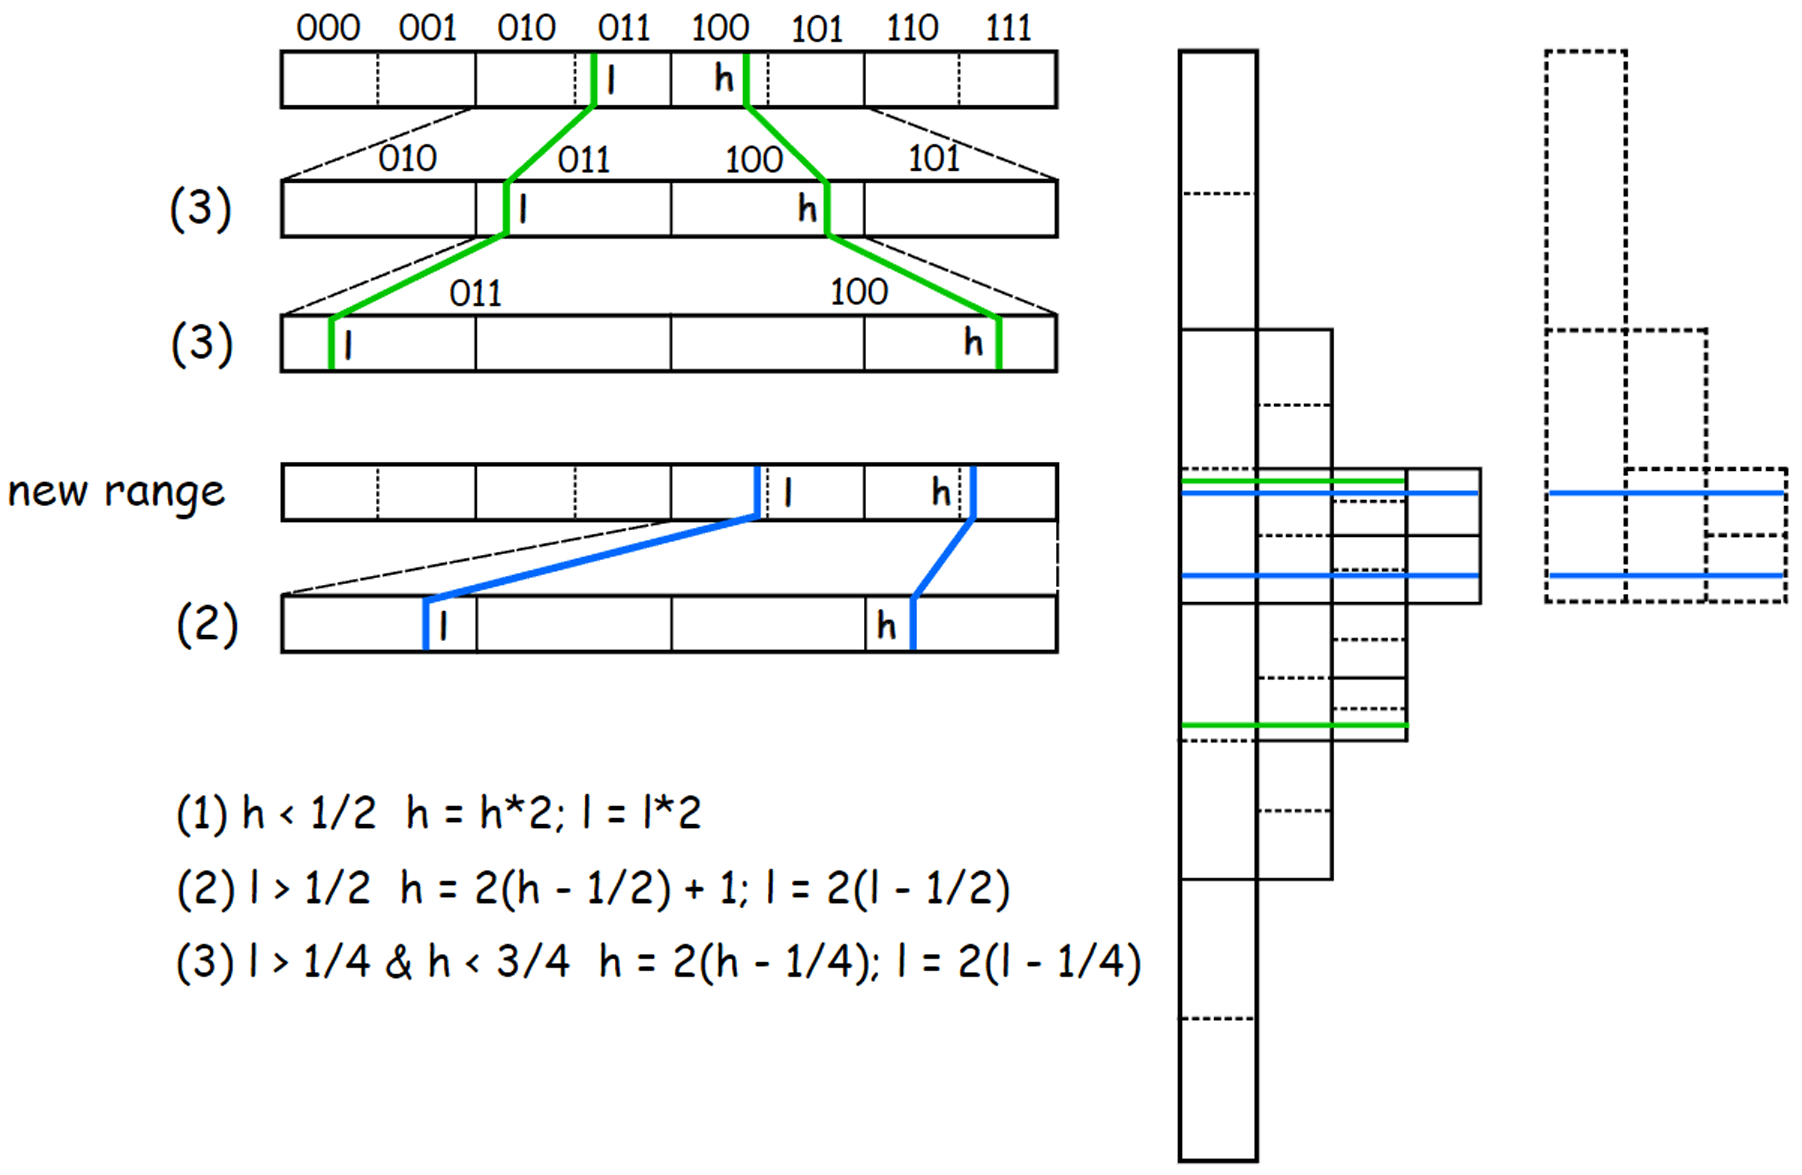 000 001 010 011 100 101 110 111
l h
010 011 100 101
(3) l h
011 100
(3) l h
new range l h
(2) l h
(1) h < 1/2 h = h*2; l = l*2
(2) l > 1/2 h = 2(h - 1/2) + 1; l = 2(l - 1/2)
(3) l > 1/4 & h < 3/4 h = 2(h - 1/4); l = 2(l - 1/4)